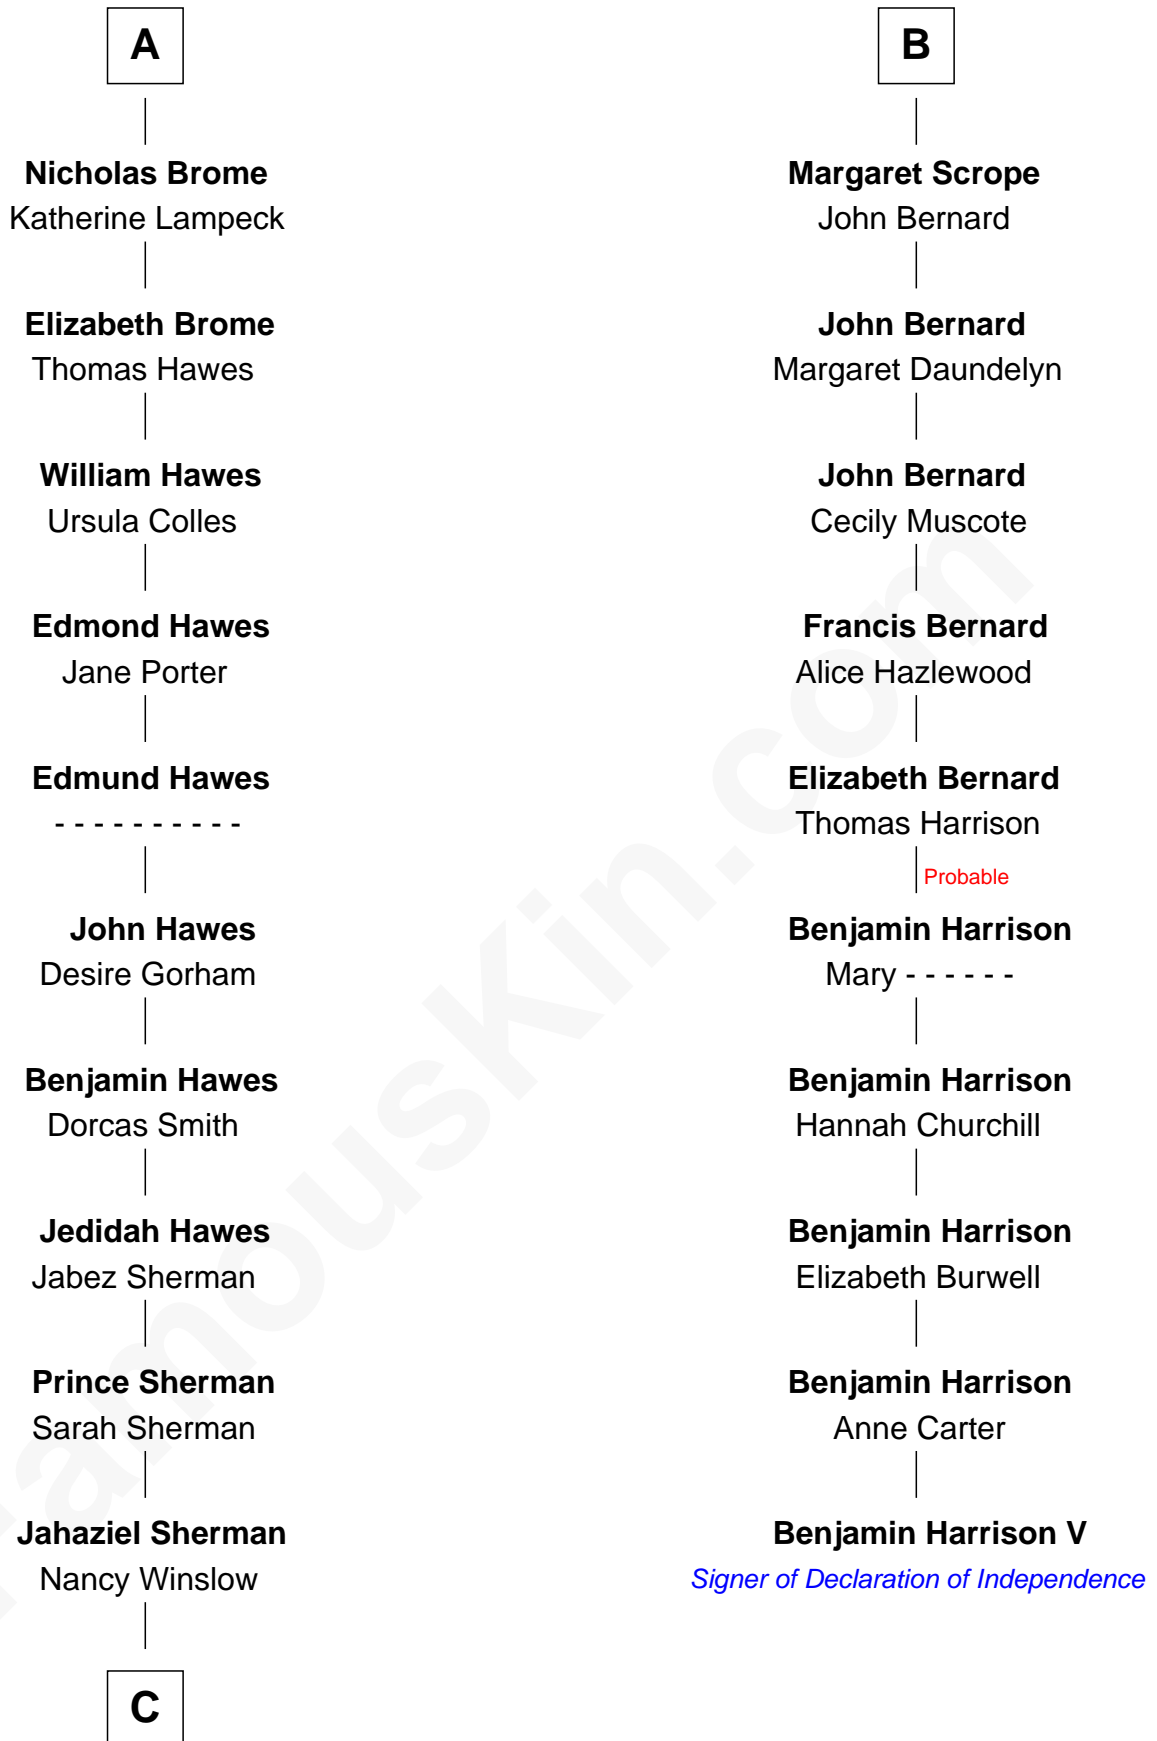 A
Nicholas Brome
Katherine Lampeck
Elizabeth Brome
Thomas Hawes
William Hawes
Ursula Colles
Edmond Hawes
Jane Porter
Edmund Hawes
- - - - - - - - - -
John Hawes
Desire Gorham
Benjamin Hawes
Dorcas Smith
Jedidah Hawes
Jabez Sherman
Prince Sherman
Sarah Sherman
Jahaziel Sherman
Nancy Winslow
C
B
Margaret Scrope
John Bernard
John Bernard
Margaret Daundelyn
John Bernard
Cecily Muscote
Francis Bernard
Alice Hazlewood
Elizabeth Bernard
Thomas Harrison
Probable
Benjamin Harrison
Mary - - - - - -
Benjamin Harrison
Hannah Churchill
Benjamin Harrison
Elizabeth Burwell
Benjamin Harrison
Anne Carter
Benjamin Harrison V
Signer of Declaration of Independence
FamousKin.com